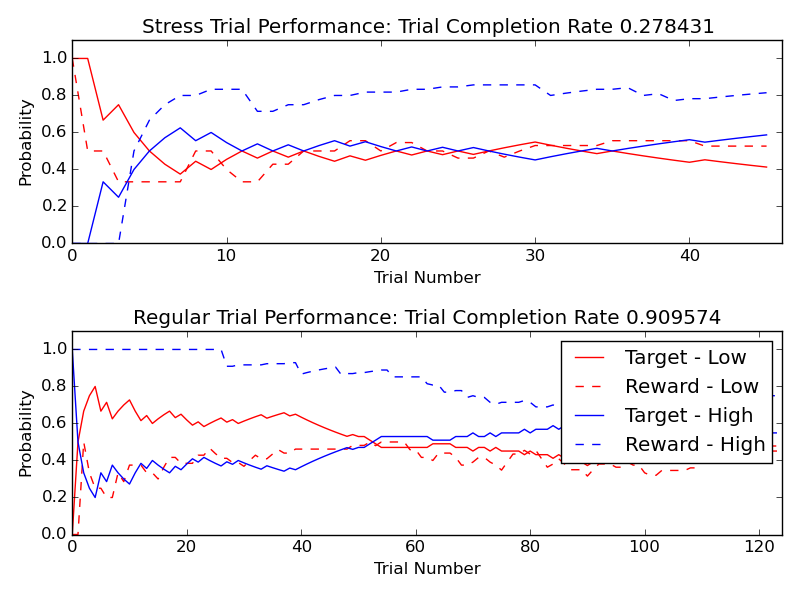 Stress Trial Performance: Trial Completion Rate 0.278431
1.0
0.8
0.6
0.4
0.2
0.0
Probability
0 10 20 30 40
Trial Number
Regular Trial Performance: Trial Completion Rate 0.909574
1.0
0.8
0.6
0.4
0.2
0.0
Probability
Target - Low
Reward - Low
Target - High
Reward - High
0 20 40 60 80 100 120
Trial Number